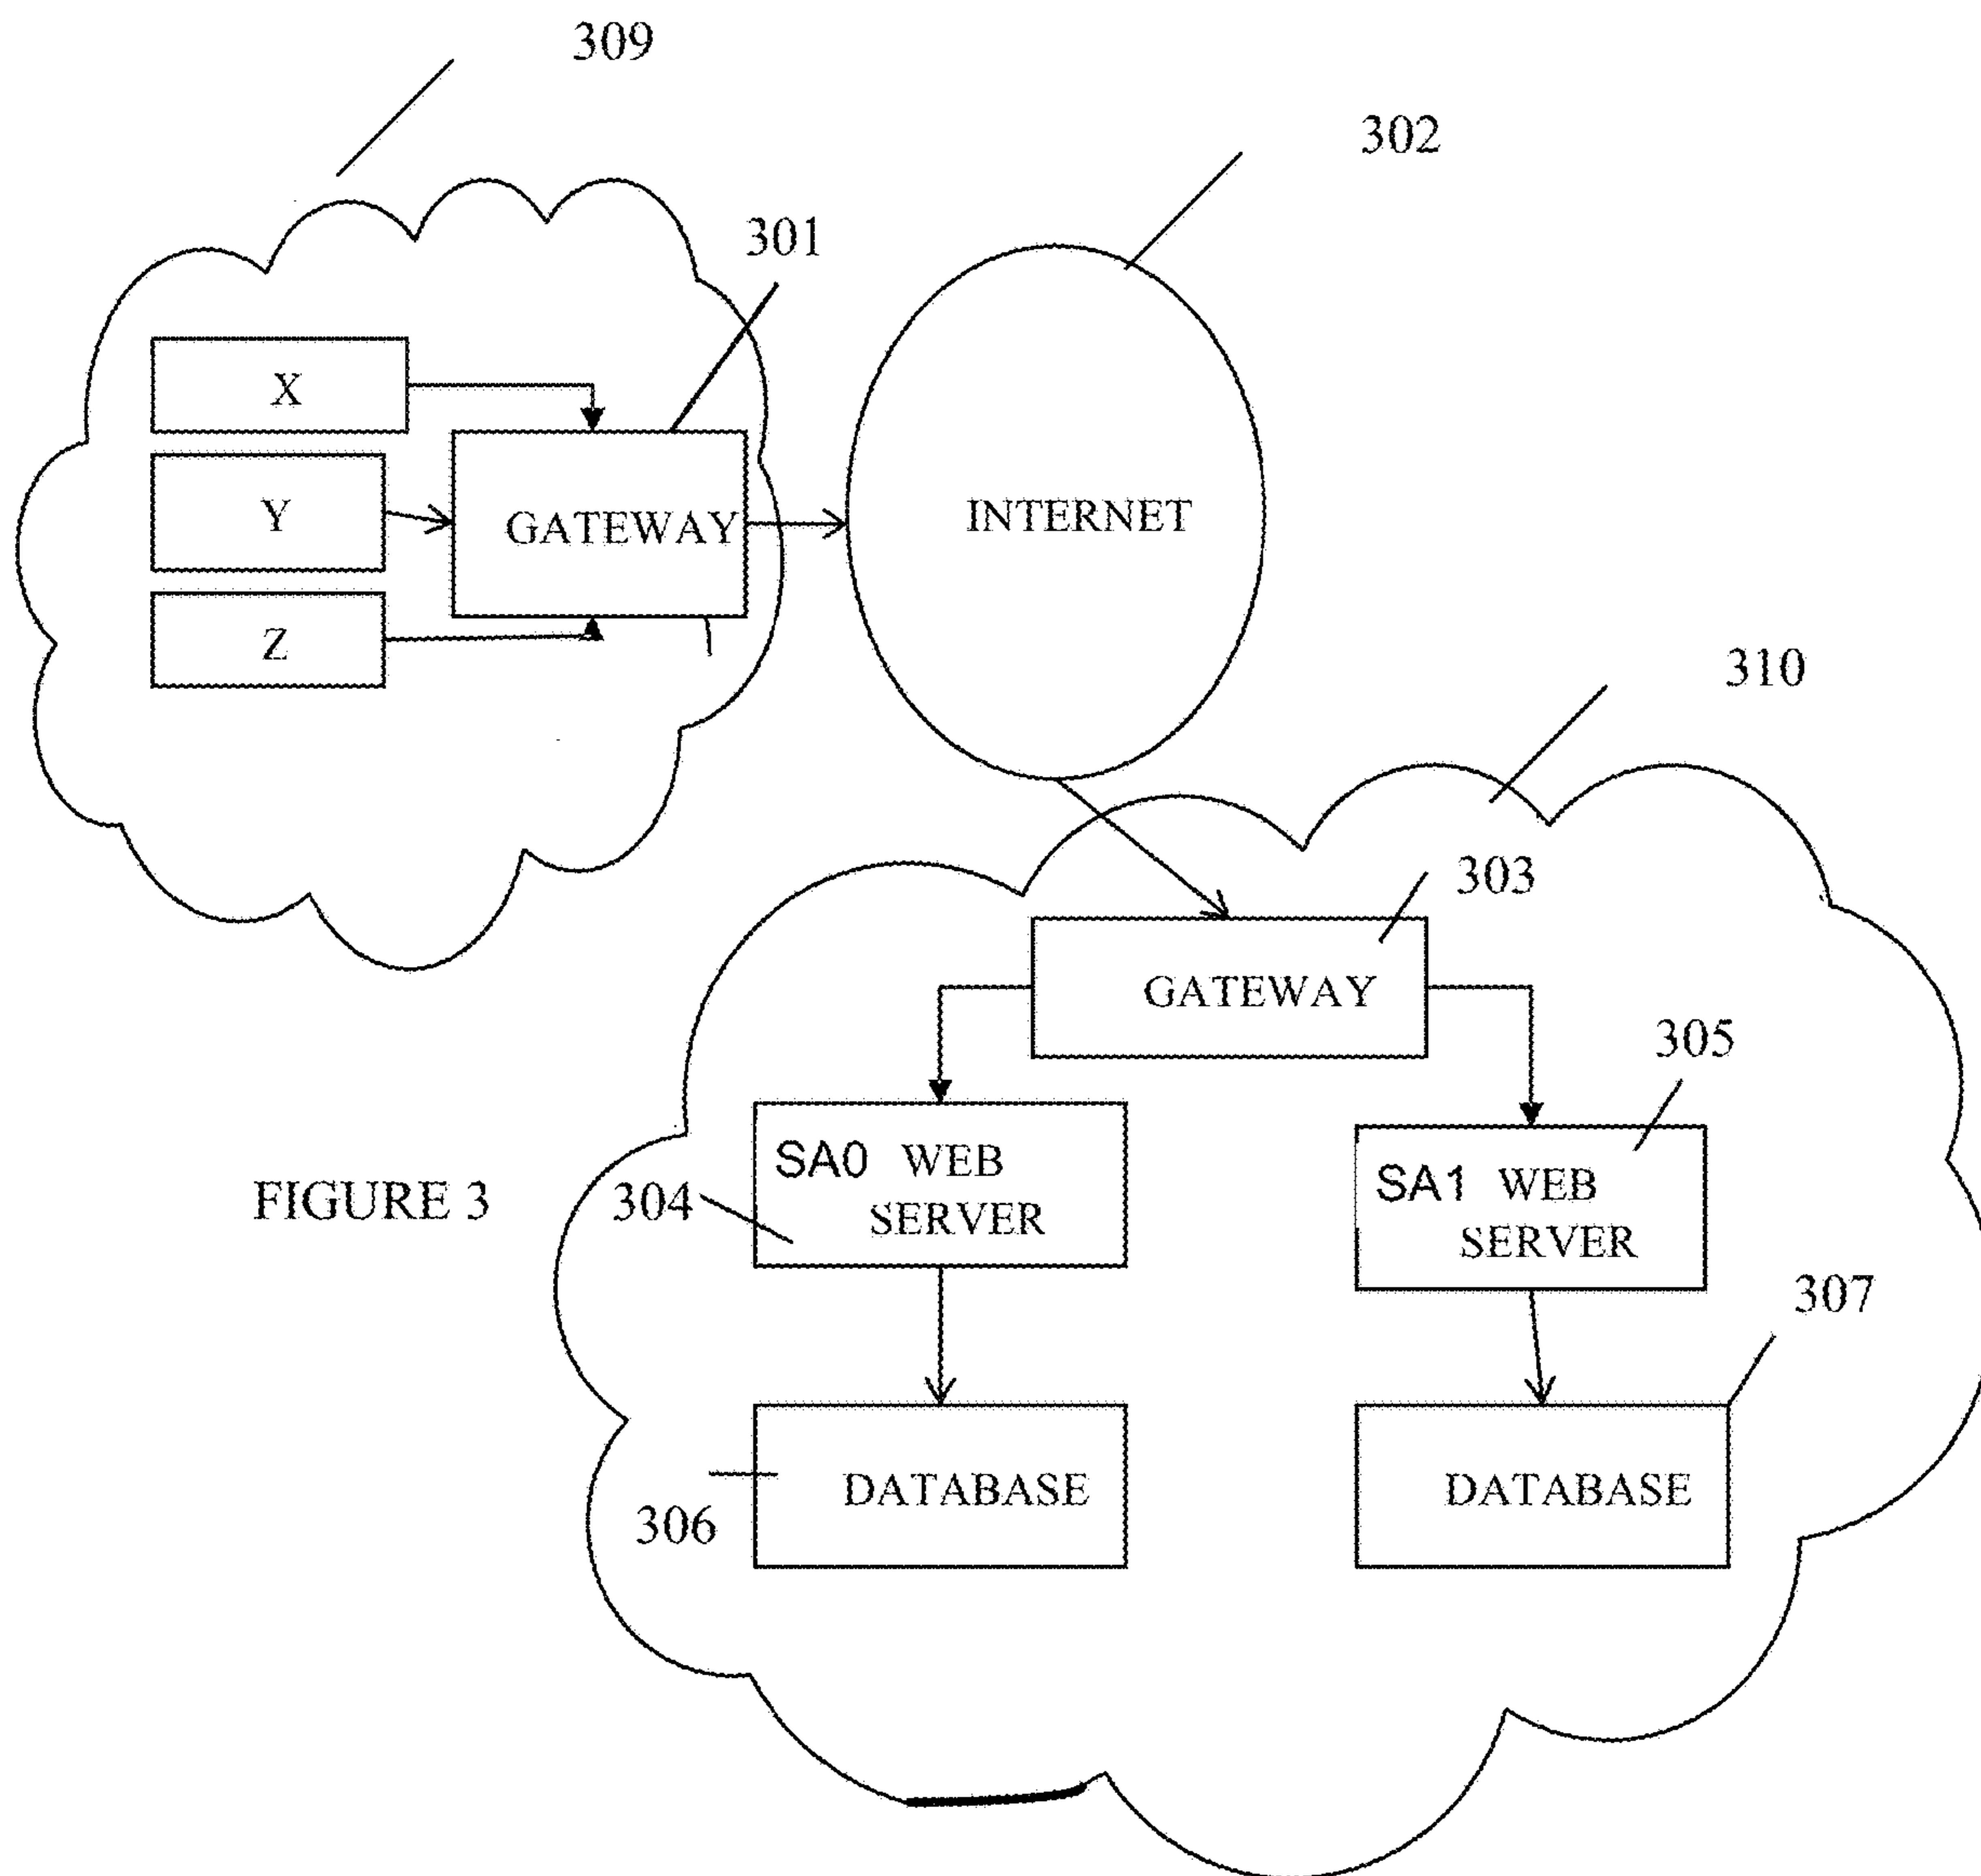 309
302
301
X
Y
GATEWAY
INTERNET
Z
310
303
GATEWAY
305
SA0 WEB
SERVER
SA1 WEB
SERVER
FIGURE 3
304
307
DATABASE
DATABASE
306